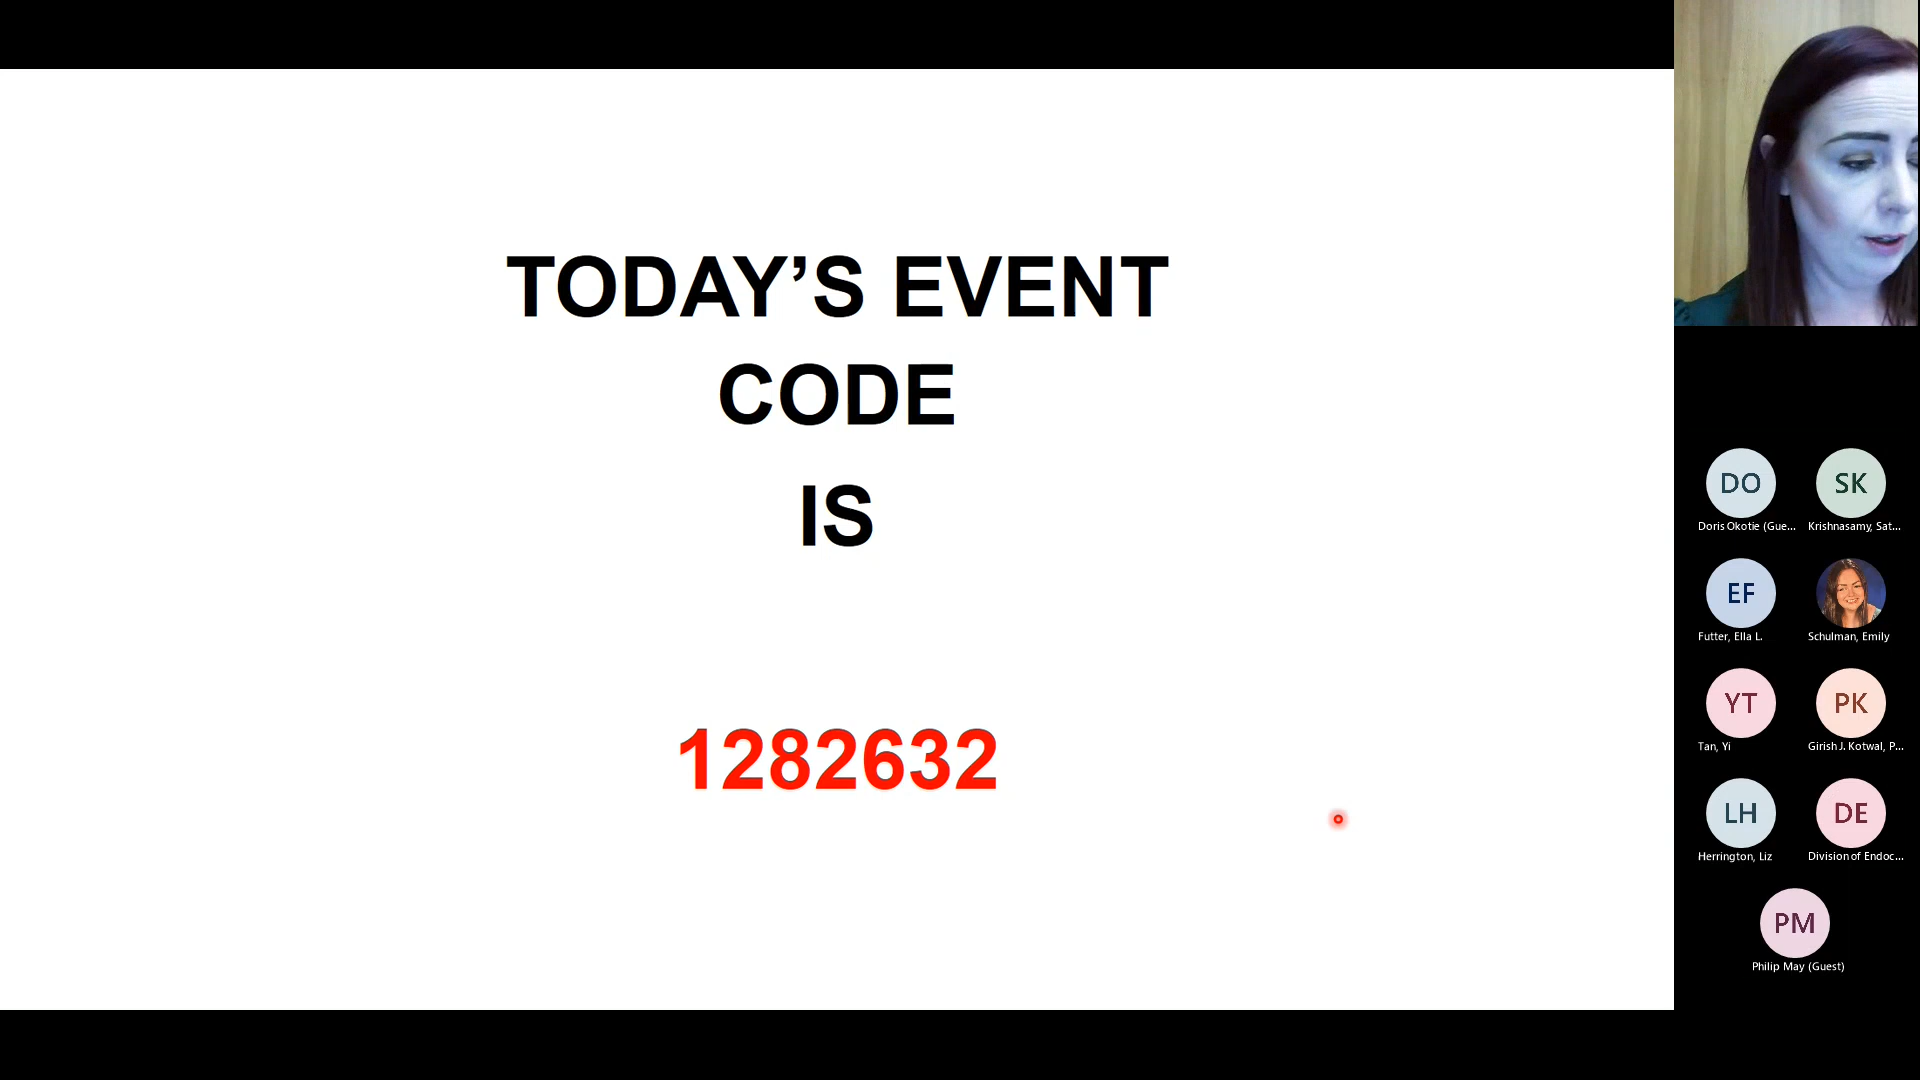 TODAY’S EVENT
CODE
IS
1282632
DO
SK
Doris Okotie (Gue...
Krishnasamy, Sat...
EF
Futter, Ella L.
Schulman, Emily
YT
PK
Tan, Yi
Girish J. Kotwal, P...
LH
DE
Herrington, Liz
Division of Endoc...
PM
Philip May (Guest)